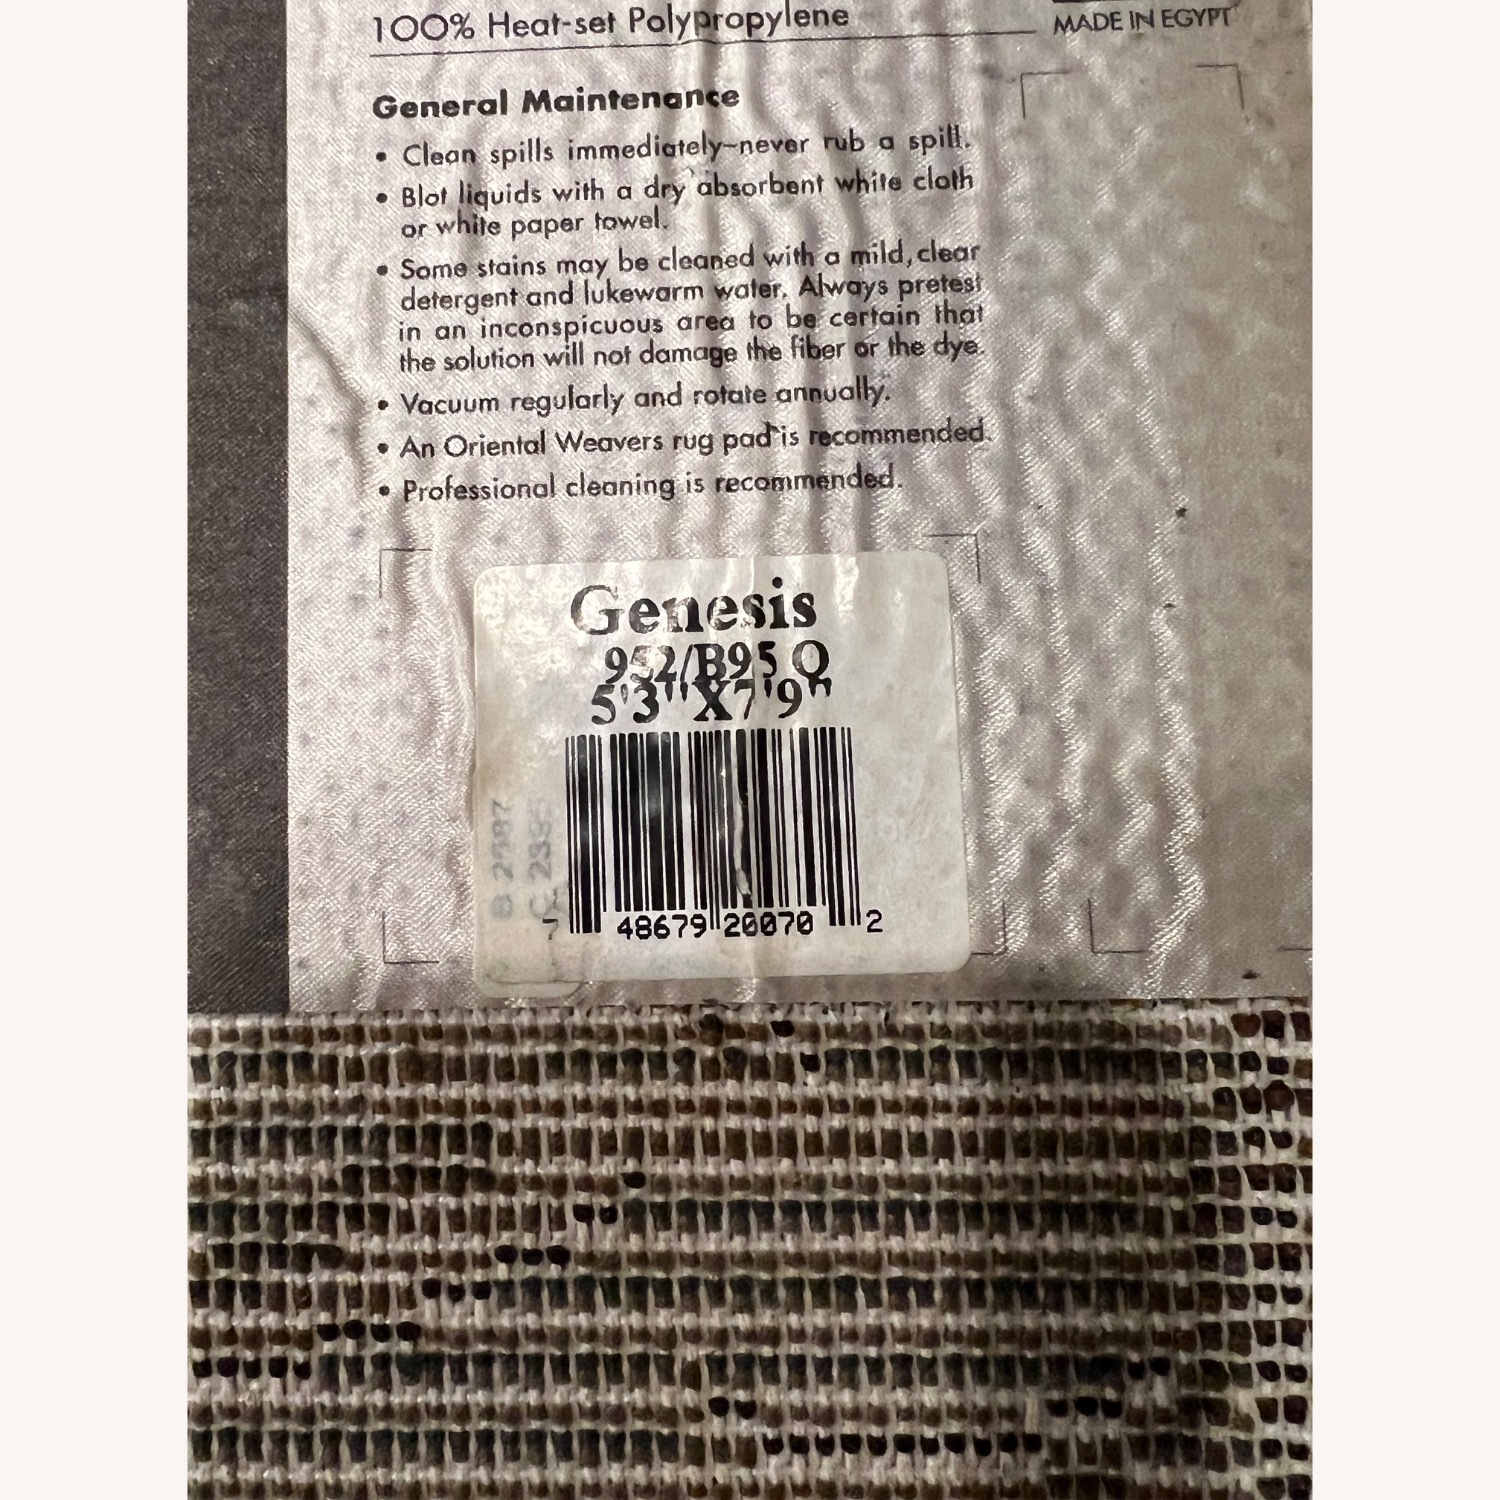 100% Heat-set Polypropylene
MADE IN EGYPT
General Maintenance
• Clean spills immediately–never rub a spill.
• Blot liquids with a dry absorbent white cloth
or white paper towel.
• Some stains may be cleaned with a mild, clear
detergent and lukewarm water. Always pretest
in an inconspicuous area to be certain that
the solution will not damage the fiber or the dye.
• Vacuum regularly and rotate annually.
• An Oriental Weavers rug pad is recommended.
• Professional cleaning is recommended.
Genesis
952/B95 Q
5'3"X7'9"
B 2587
7 48679 20070 2